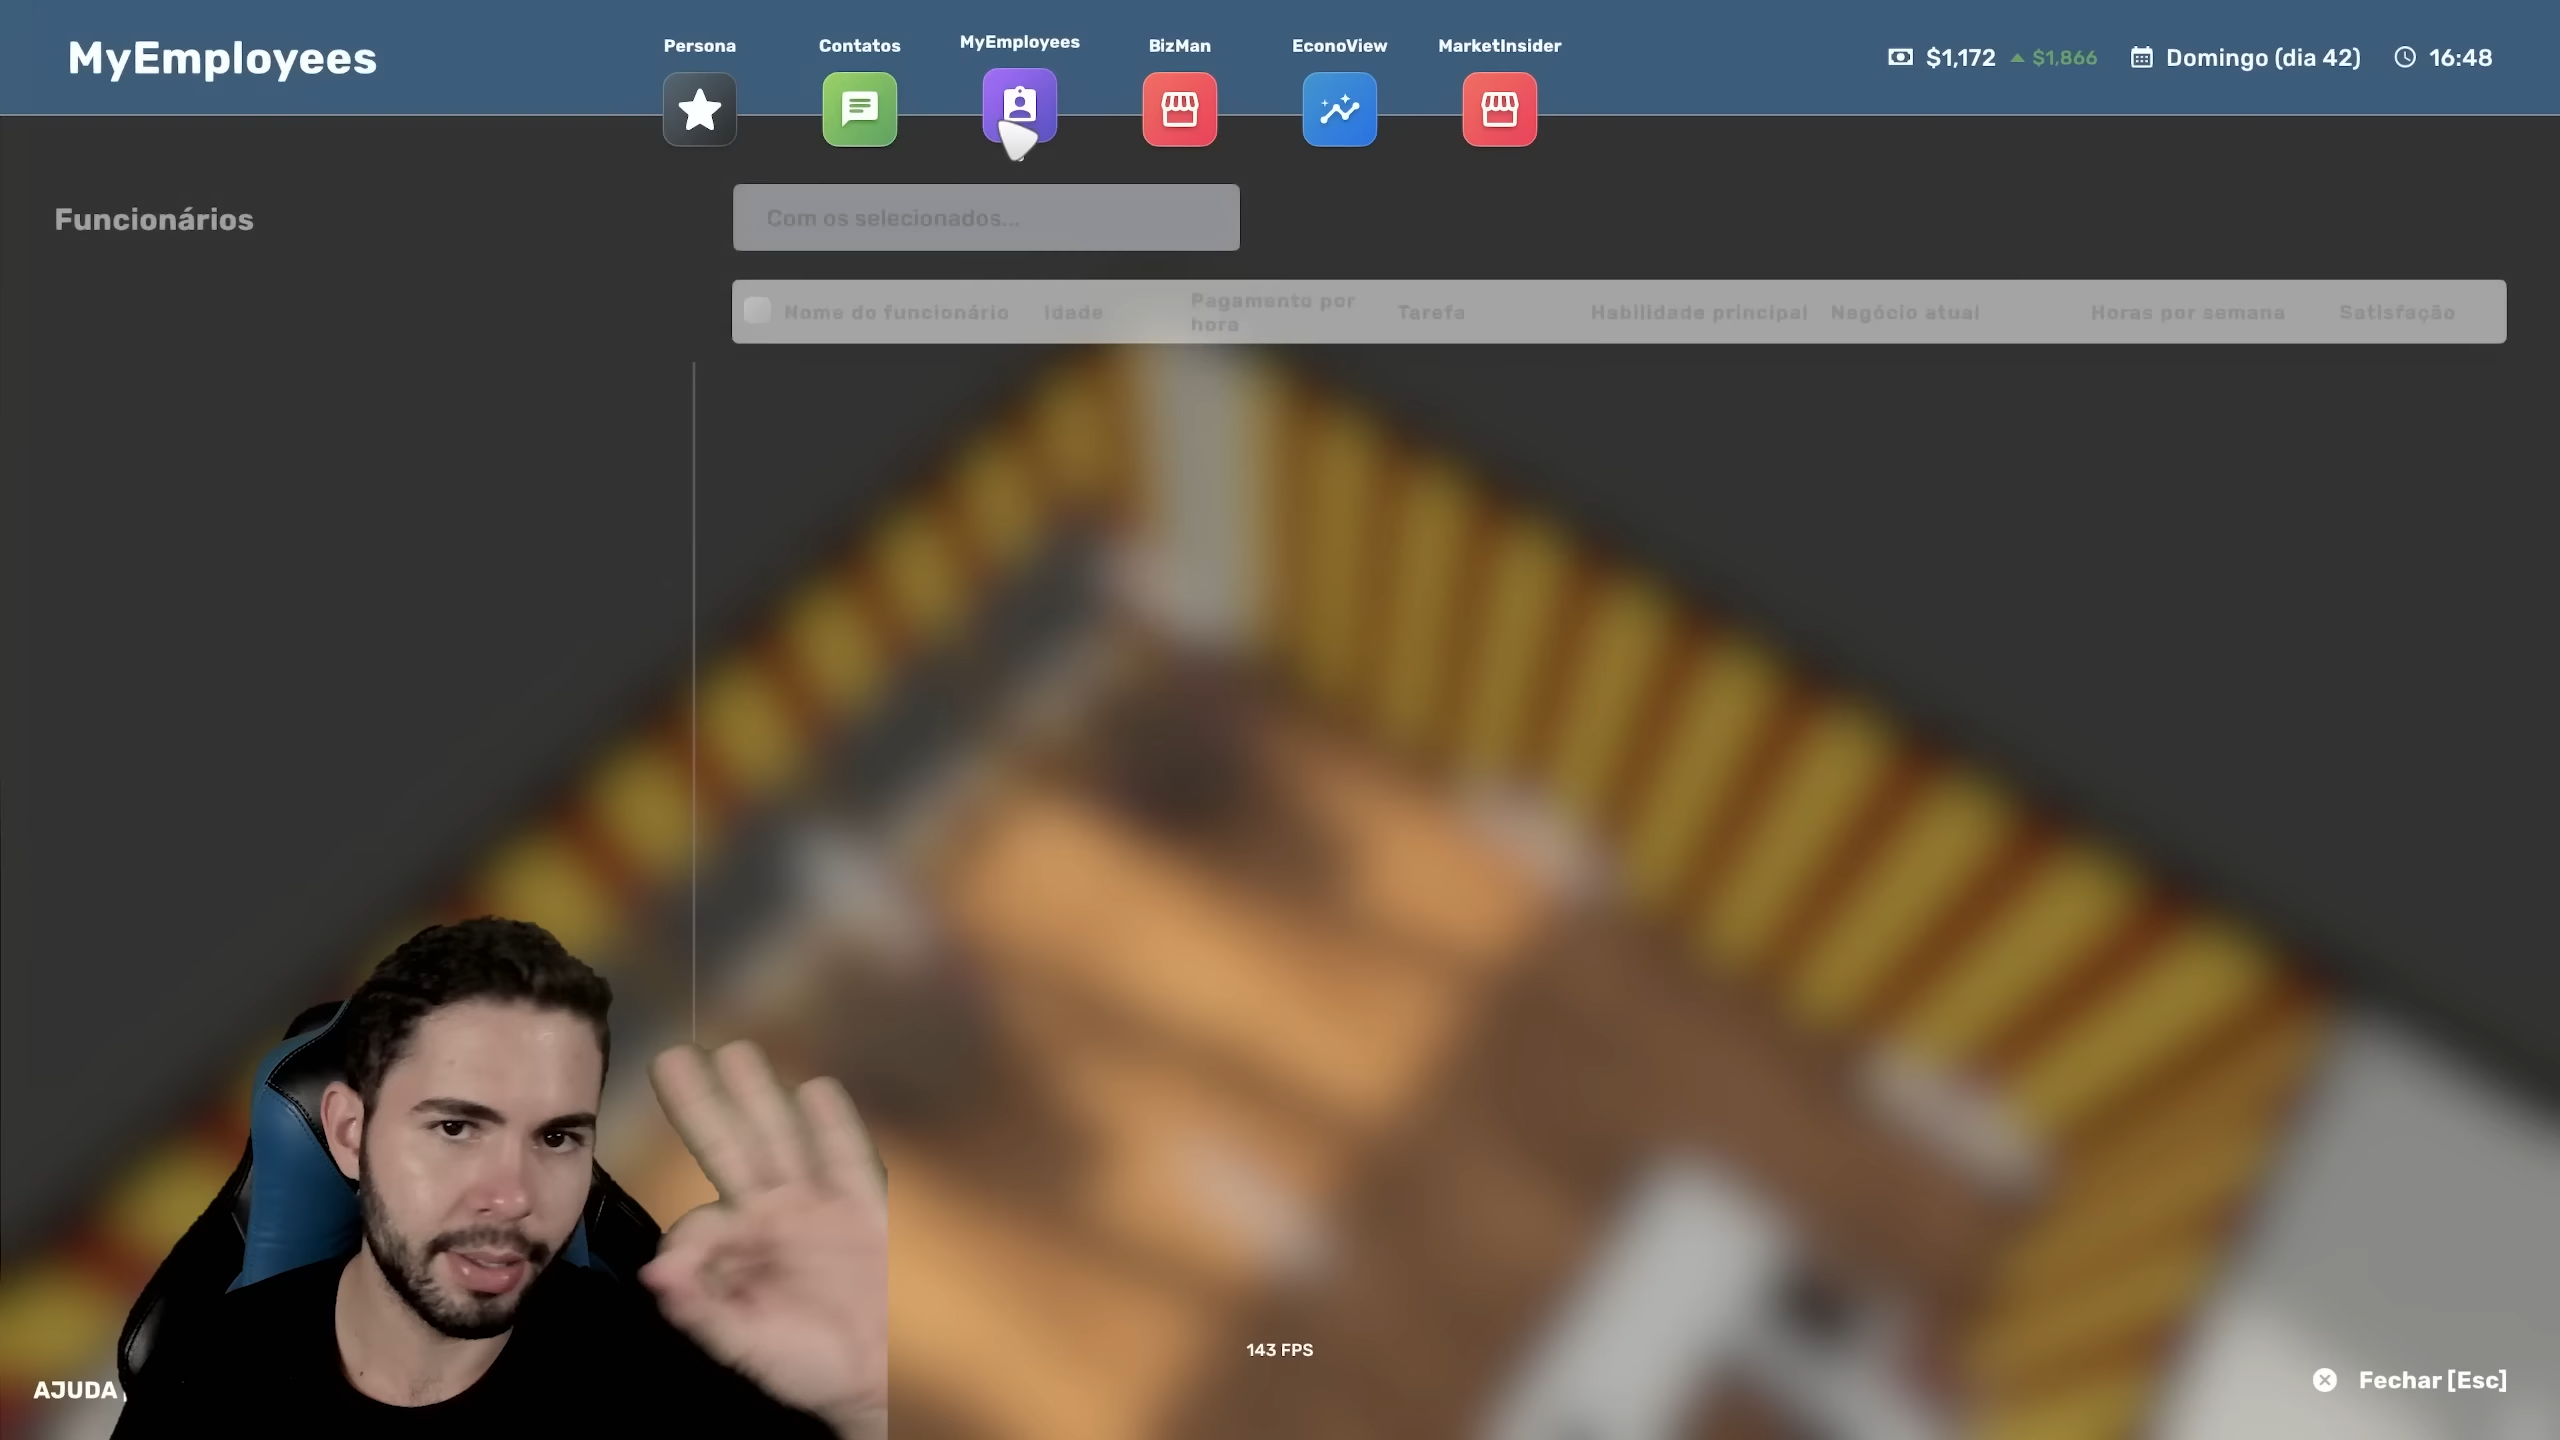 MyEmployees
Persona
Contatos
MyEmployees
BizMan
EconoView
MarketInsider
$1,172
$1,866
Domingo (dia 42)
16:48
Funcionários
Com os selecionados...
Nome do funcionário
Idade
Pagamento por
hora
Tarefa
Habilidade principal
Negócio atual
Horas por semana
Satisfação
143 FPS
AJUDA
Fechar [Esc]